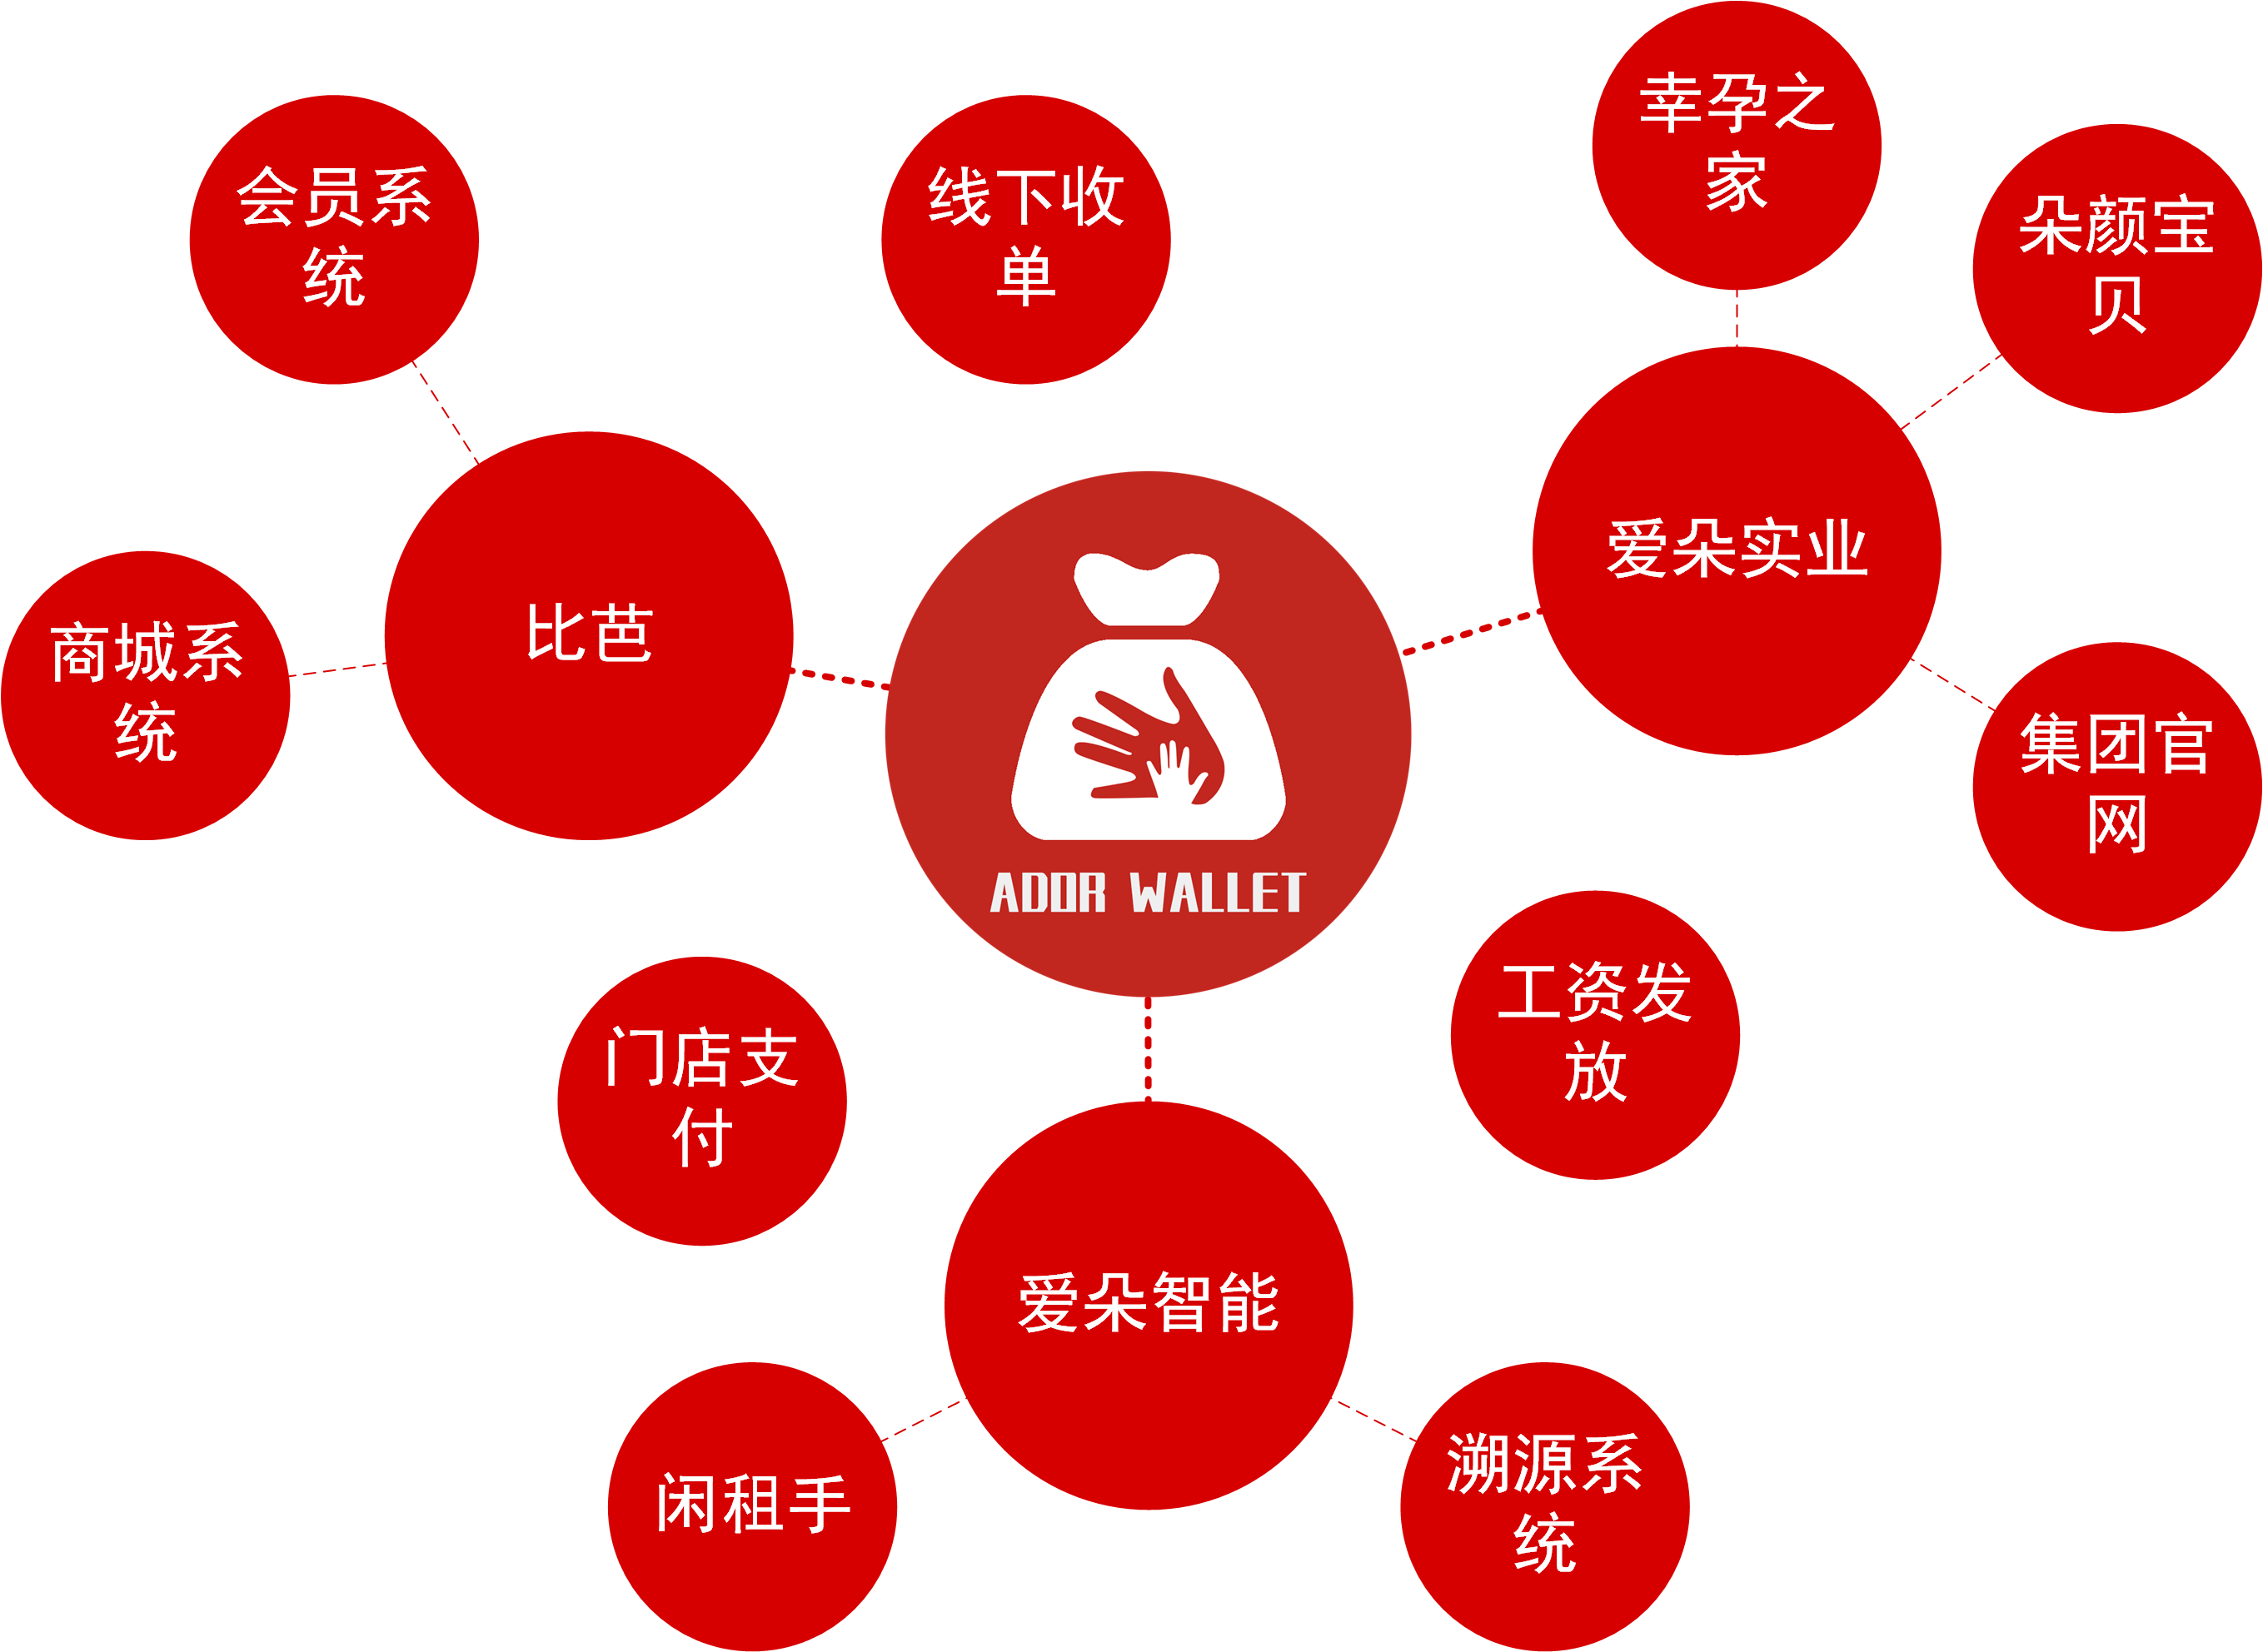 幸孕之
家
会员系
统
线下收
单
朵颜宝
贝
爱朵实业
比芭
商城系
统
集团官
网
ADOR WALLET
工资发
放
门店支
付
爱朵智能
闲租手
溯源系
统